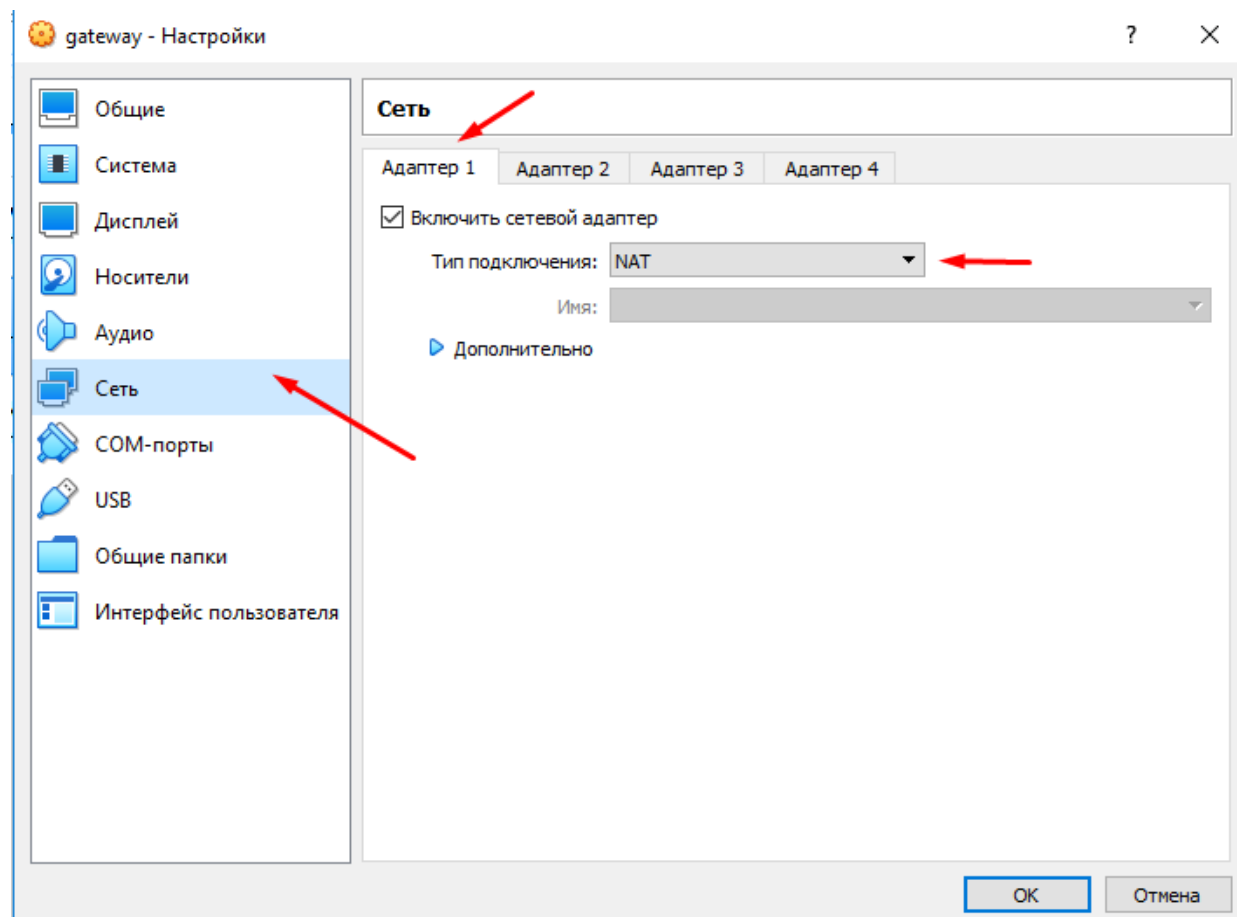 gateway - Настройки
?
Общие
Система
Дисплей
Носители
Аудио
Сеть
COM-порты
USB
Общие папки
Интерфейс пользователя
Сеть
Адаптер 1 Адаптер 2 Адаптер 3 Адаптер 4
Включить сетевой адаптер
Тип подключения: NAT
Имя:
Дополнительно
OK Отмена